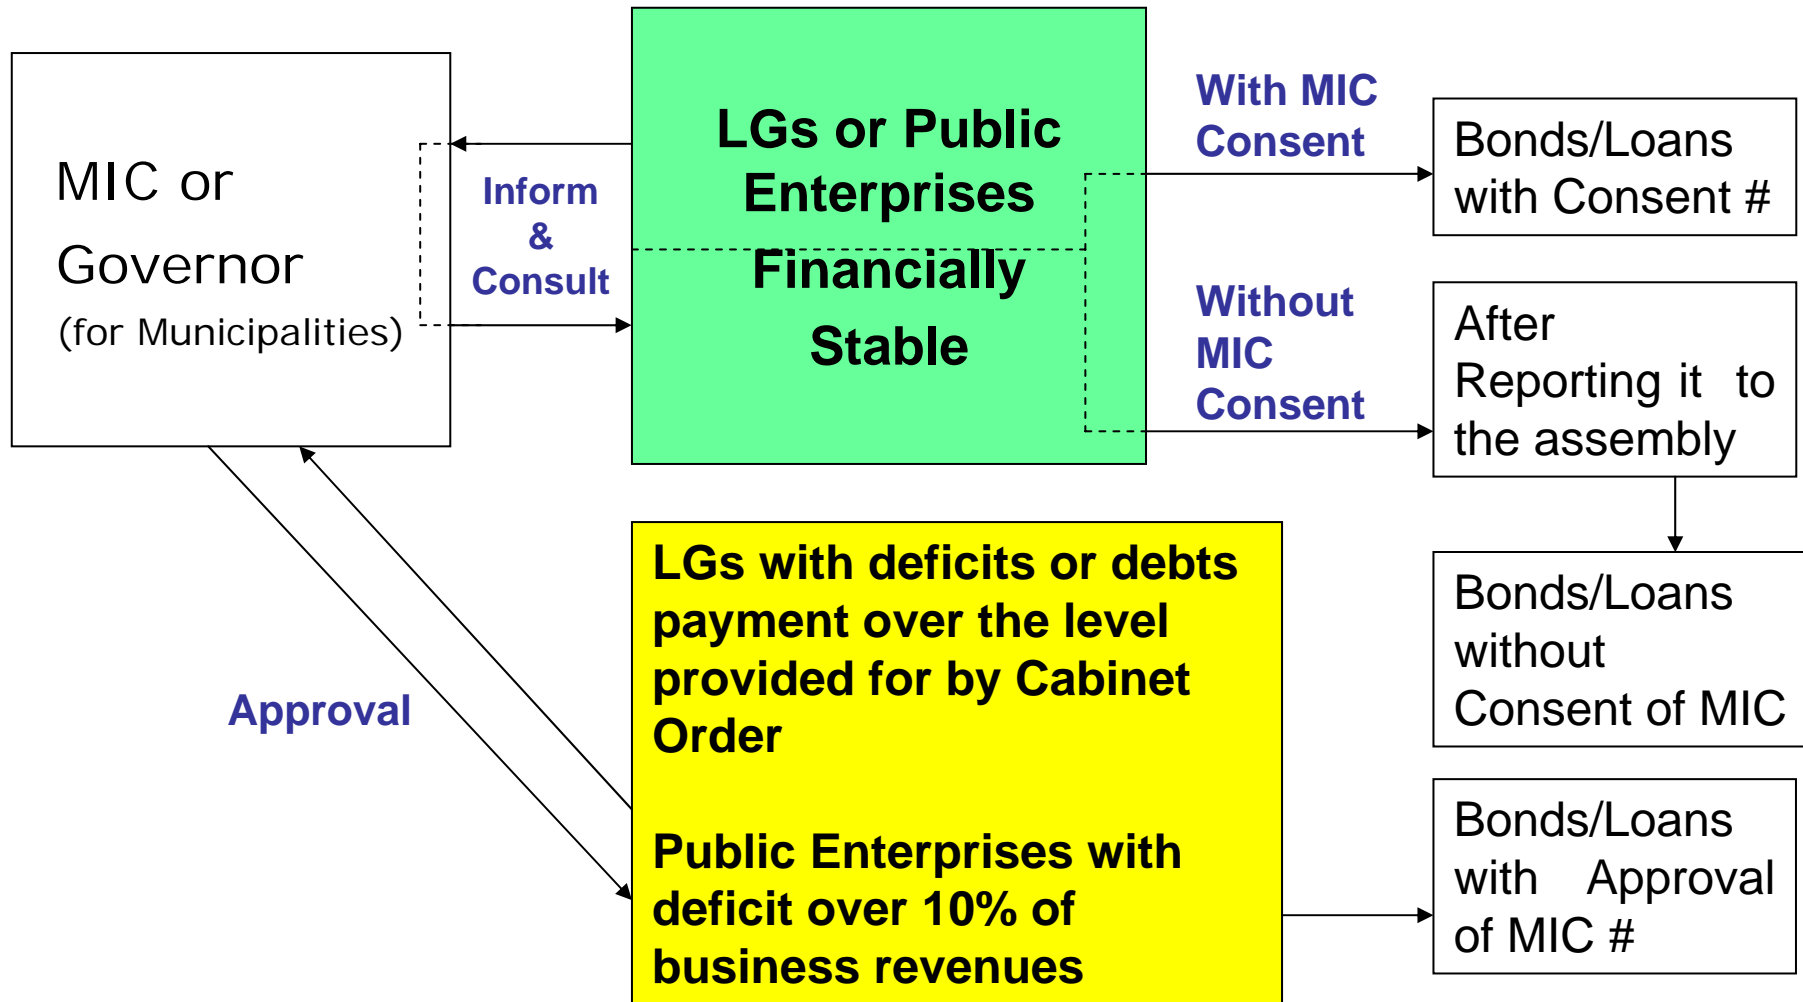 MIC or
Governor
(for Municipalities)
Inform
&
Consult
LGs or Public
Enterprises
Financially
Stable
With MIC
Consent
Bonds/Loans
with Consent #
Without
MIC
Consent
After
Reporting it to
the assembly
Bonds/Loans
without
Consent of MIC
Approval
LGs with deficits or debts
payment over the level
provided for by Cabinet
Order
Public Enterprises with
deficit over 10% of
business revenues
Bonds/Loans
with Approval
of MIC #